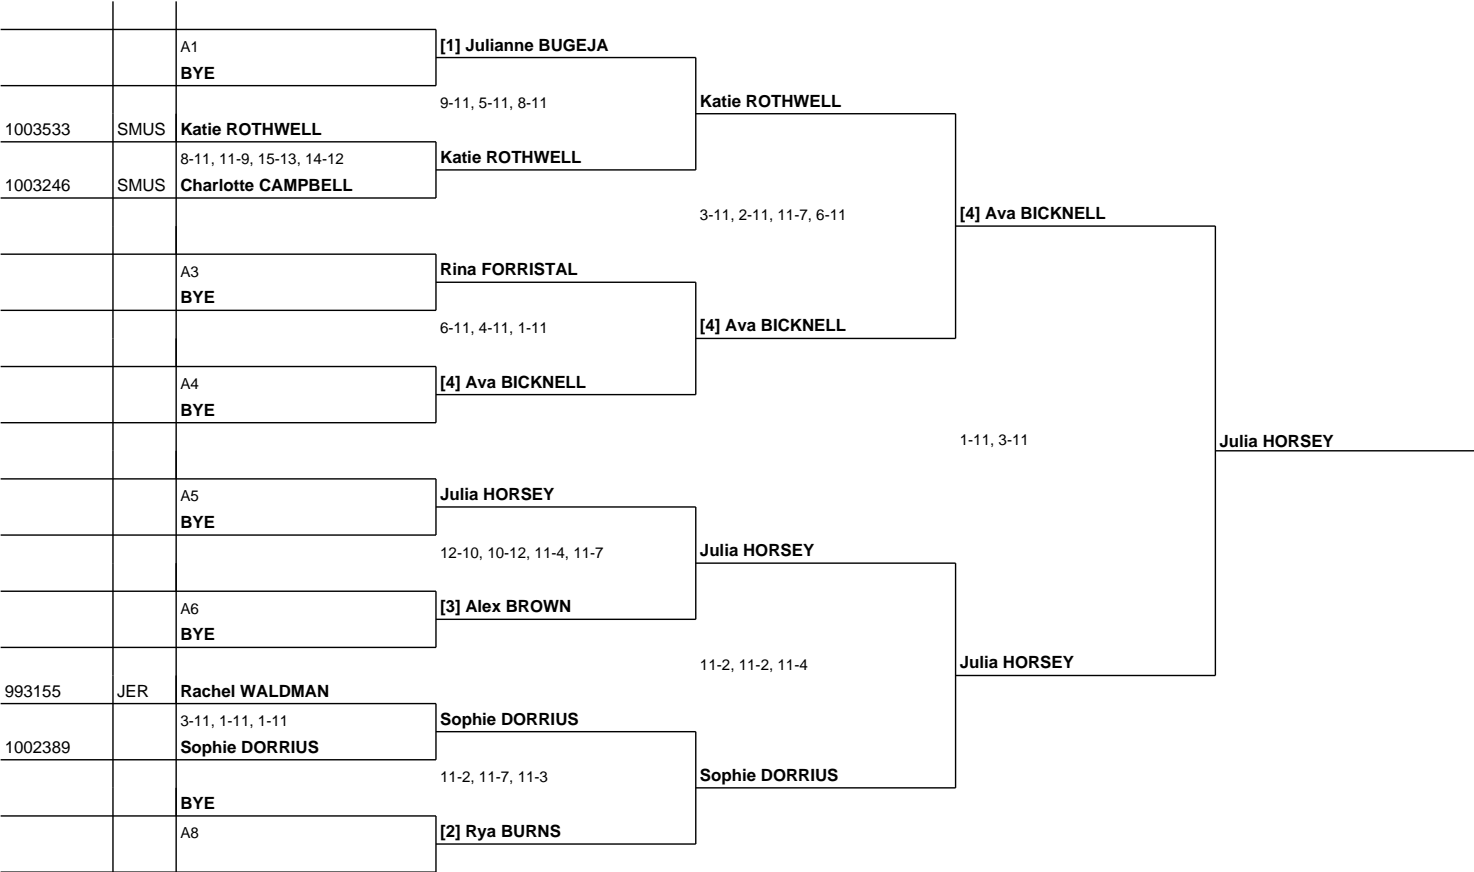 A1
[1] Julianne BUGEJA
BYE
9-11, 5-11, 8-11
Katie ROTHWELL
1003533 SMUS Katie ROTHWELL
8-11, 11-9, 15-13, 14-12
Katie ROTHWELL
1003246 SMUS Charlotte CAMPBELL
3-11, 2-11, 11-7, 6-11
[4] Ava BICKNELL
A3
Rina FORRISTAL
BYE
6-11, 4-11, 1-11
[4] Ava BICKNELL
A4
[4] Ava BICKNELL
BYE
1-11, 3-11
Julia HORSEY
A5
Julia HORSEY
BYE
12-10, 10-12, 11-4, 11-7
Julia HORSEY
A6
[3] Alex BROWN
BYE
11-2, 11-2, 11-4
Julia HORSEY
993155 JER Rachel WALDMAN
3-11, 1-11, 1-11
Sophie DORRIUS
1002389 Sophie DORRIUS
11-2, 11-7, 11-3
Sophie DORRIUS
BYE
A8
[2] Rya BURNS